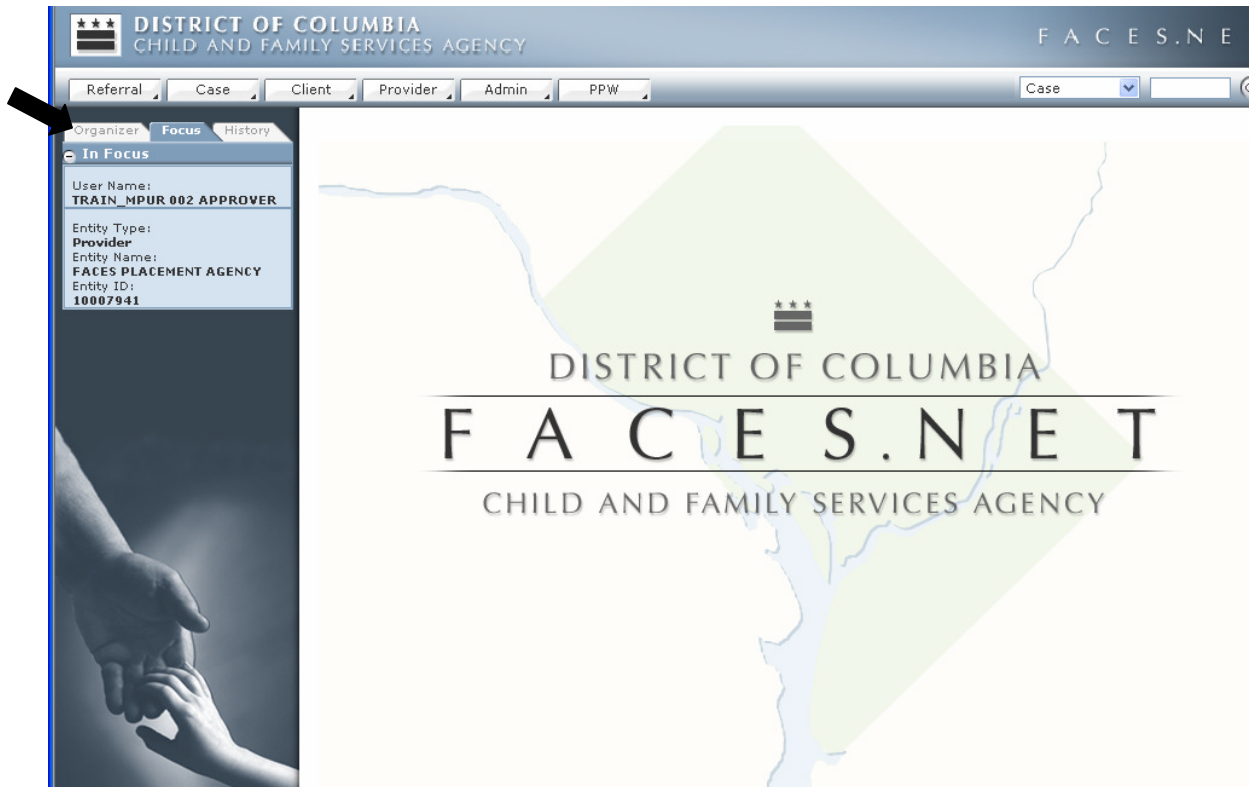 DISTRICT OF COLUMBIA
CHILD AND FAMILY SERVICES AGENCY
F A C E S . N E
Referral Case Client Provider Admin PPW Case
Organizer Focus History
In Focus
User Name:
TRAIN_MPUR 002 APPROVER
Entity Type:
Provider
Entity Name:
FACES PLACEMENT AGENCY
Entity ID:
10007941
DISTRICT OF COLUMBIA
F A C E S . N E T
CHILD AND FAMILY SERVICES AGENCY